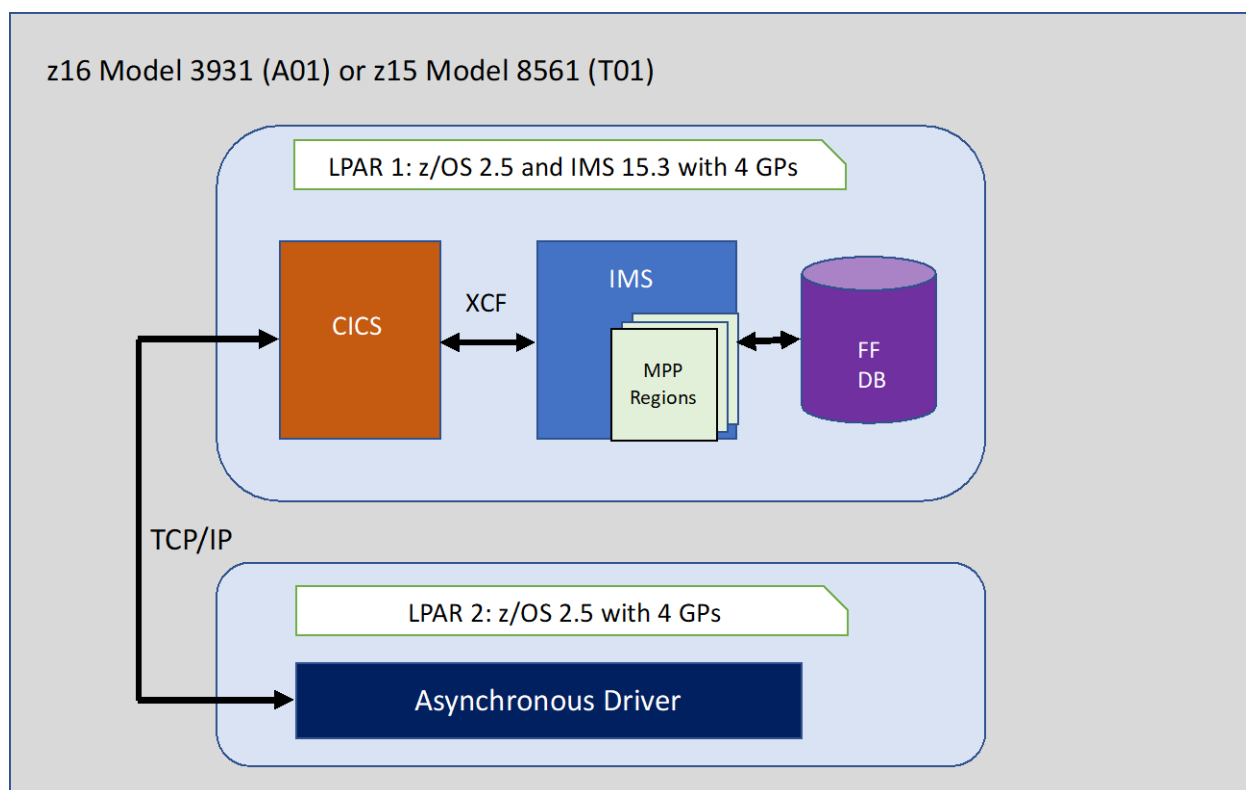 z16 Model 3931 (A01) or z15 Model 8561 (T01)
LPAR 1: z/OS 2.5 and IMS 15.3 with 4 GPs
CICS
XCF
IMS
MPP
Regions
FF
DB
TCP/IP
LPAR 2: z/OS 2.5 with 4 GPs
Asynchronous Driver